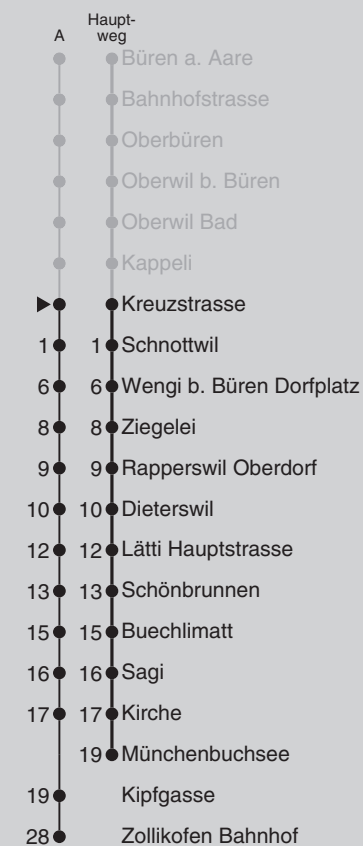 A
Haupt-
weg
Büren a. Aare
Bahnhofstrasse
Oberbüren
Oberwil b. Büren
Oberwil Bad
Kappeli
Kreuzstrasse
1 1 Schnottwil
6 6 Wengi b. Büren Dorfplatz
8 8 Ziegelei
9 9 Rapperswil Oberdorf
10 10 Dieterswil
12 12 Lätti Hauptstrasse
13 13 Schönbrunnen
15 15 Buechlimatt
16 16 Sagi
17 17 Kirche
19 Münchenbuchsee
19 Kipfgasse
28 Zollikofen Bahnhof